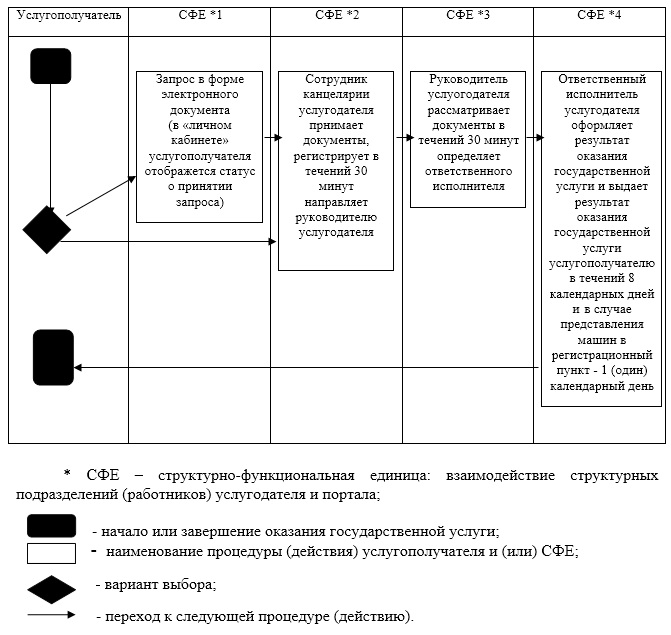 Услугополучатель
СФЕ *1
СФЕ *2
СФЕ *3
СФЕ *4
Запрос в форме
электронного
документа
(в «личном
кабинете»
услугополучателя
отображется статус
о принятии
запроса)
Сотрудник
канцелярии
услугодателя
прнимает
документы,
регистрирует в
течений 30
минут
направляет
руководителю
услугодателя
Руководитель
услуогодателя
рассматривает
документы в
течений 30 минут
определяет
ответственного
исполнителя
Ответственный
исполнитель
услугодателя
оформляет
результат
оказания
государственной
услуги и выдает
результат
оказания
государственной
услуги
услугополучателю
в течений 8
календарных дней
и в случае
представления
машин в
регистрационный
пункт - 1 (один)
календарный день
* СФЕ – структурно-функциональная единица: взаимодействие структурных
подразделений (работников) услугодателя и портала;
- начало или завершение оказания государственной услуги;
- наименование процедуры (действия) услугополучателя и (или) СФЕ;
- вариант выбора;
- переход к следующей процедуре (действию).